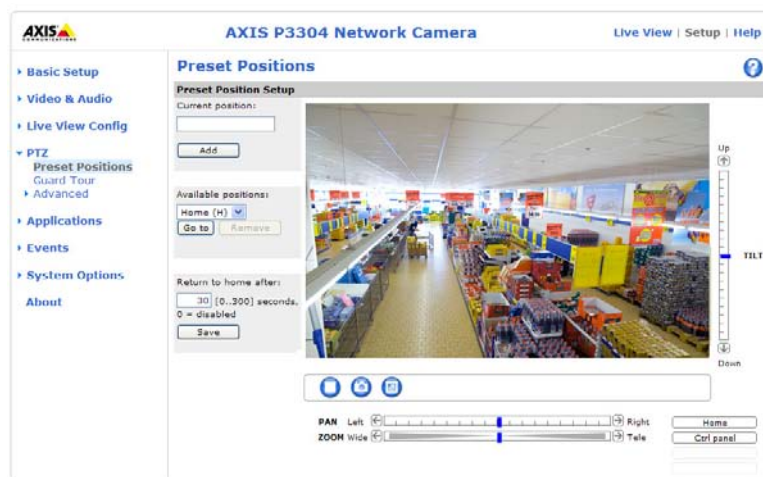 AXIS
COMMUNICATIONS
AXIS P3304 Network Camera
Live View | Setup | Help
Basic Setup
Video & Audio
Live View Config
PTZ
Preset Positions
Guard Tour
Advanced
Applications
Events
System Options
About
Preset Positions
?
Preset Position Setup
Current position:
Add
Available positions:
Home (H)
Go to
Remove
Return to home after:
30 [0..300] seconds.
0 = disabled
Save
Up
TILT
Down
PAN Left Right
ZOOM Wide Tele
Home
Ctrl panel